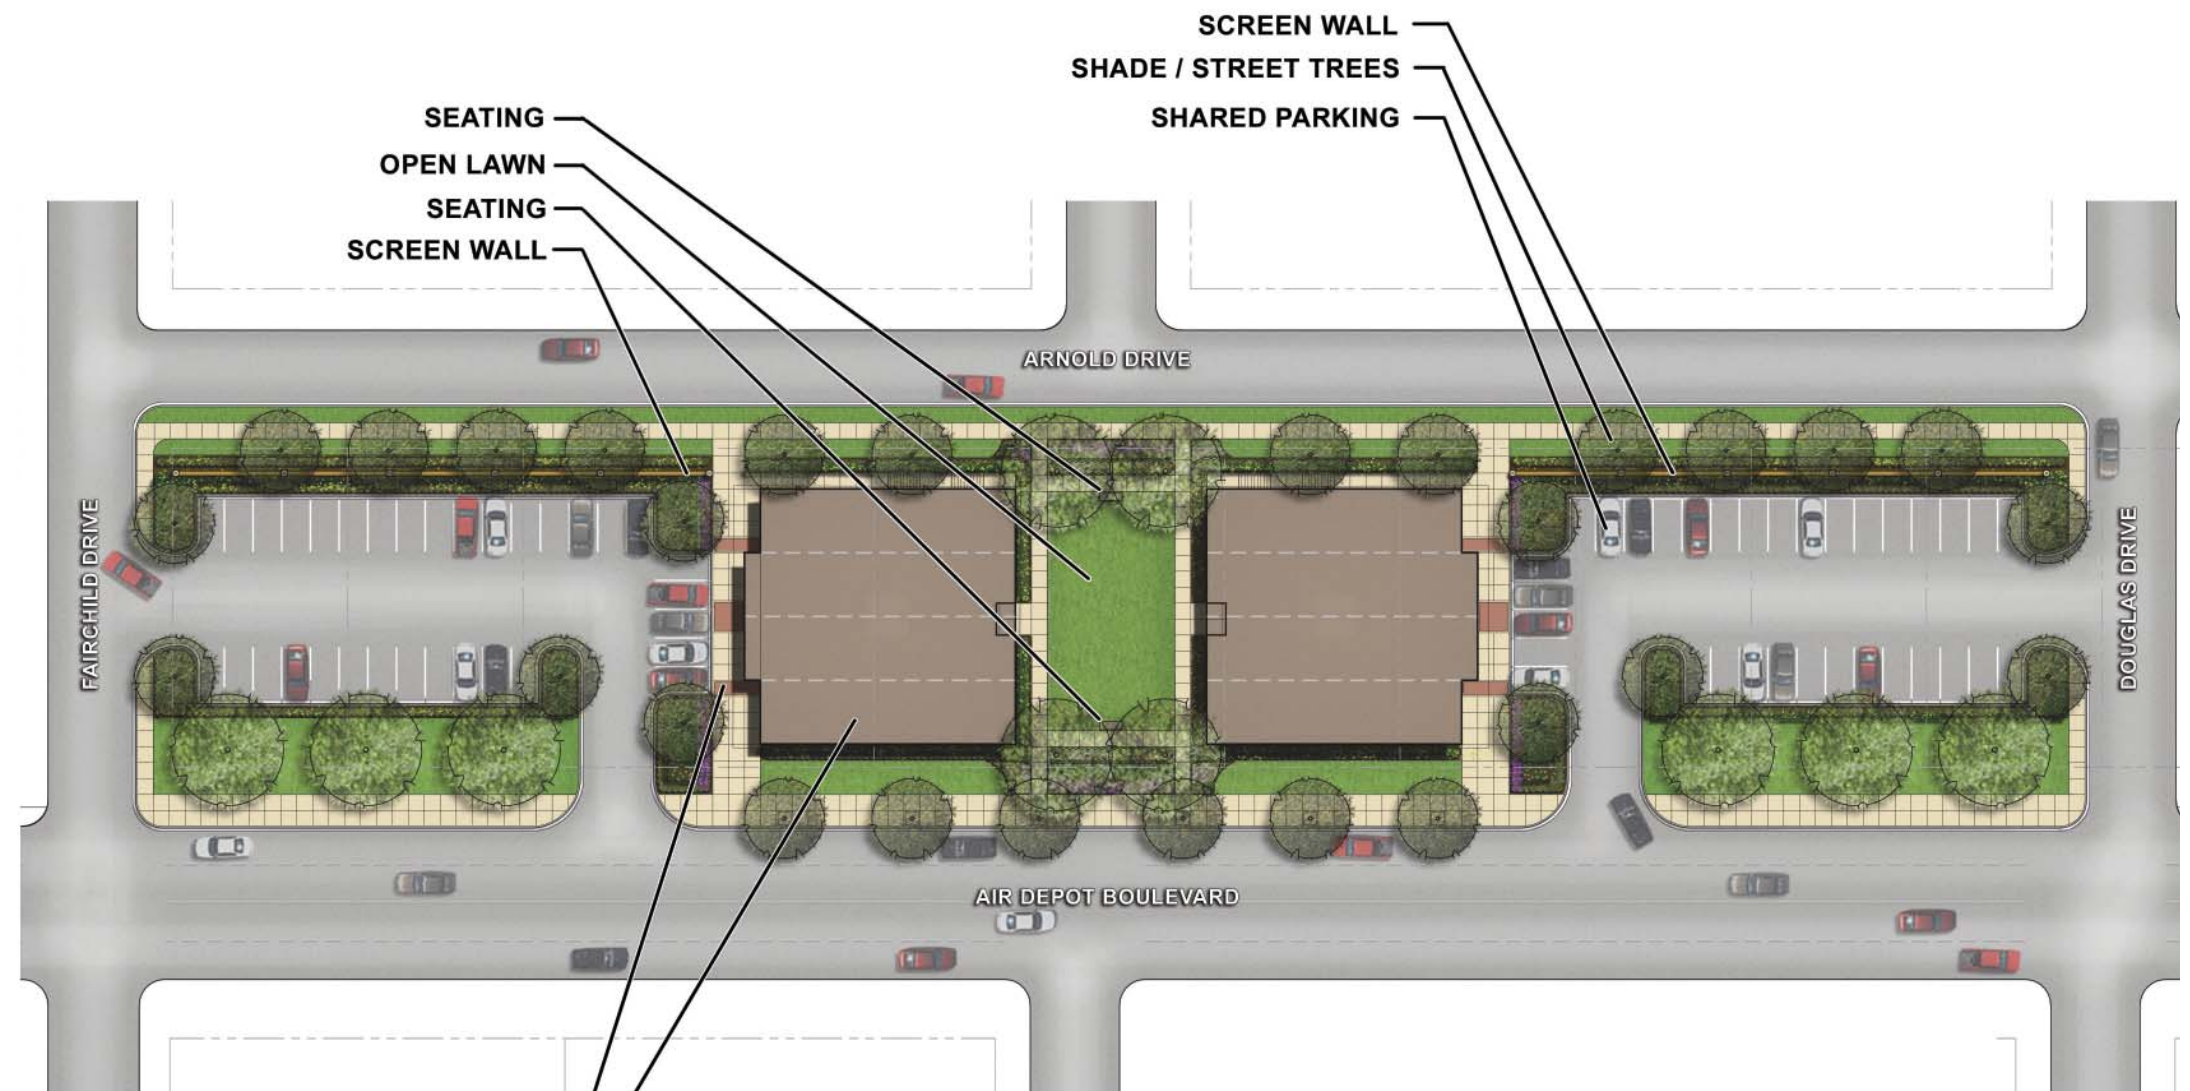 SCREEN WALL
SHADE / STREET TREES
SHARED PARKING
SEATING
OPEN LAWN
SEATING
SCREEN WALL
ARNOLD DRIVE
FAIRCHILD DRIVE
DOUGLAS DRIVE
AIR DEPOT BOULEVARD